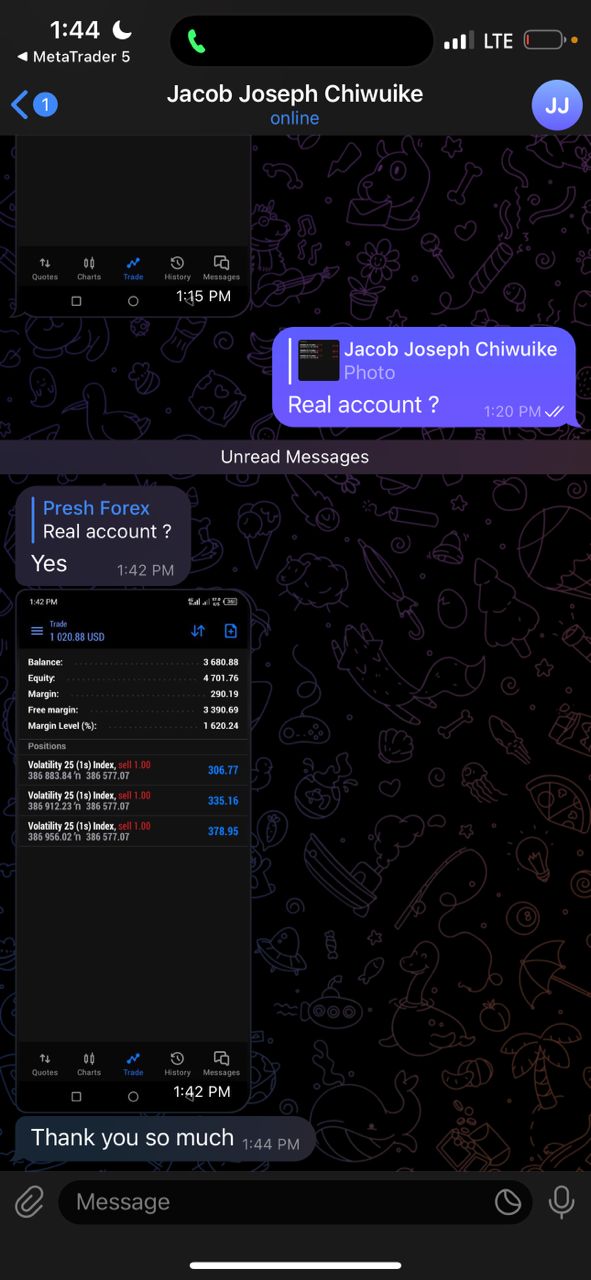 1:44
LTE
◀ MetaTrader 5
1
Jacob Joseph Chiwuike
online
JJ
Quotes Charts Trade History Messages
1:15 PM
Jacob Joseph Chiwuike
Photo
Real account ?
1:20 PM
Unread Messages
Presh Forex
Real account ?
Yes
1:42 PM
1:42 PM
Trade
1 020.88 USD
Balance: 3 680.88
Equity: 4 701.76
Margin: 290.19
Free margin: 3 390.69
Margin Level (%): 1 620.24
Positions
Volatility 25 (1s) Index, sell 1.00
386 883.84 'n 386 577.07
306.77
Volatility 25 (1s) Index, sell 1.00
386 912.23 'n 386 577.07
335.16
Volatility 25 (1s) Index, sell 1.00
386 956.02 'n 386 577.07
378.95
Quotes Charts Trade History Messages
1:42 PM
Thank you so much
1:44 PM
Message